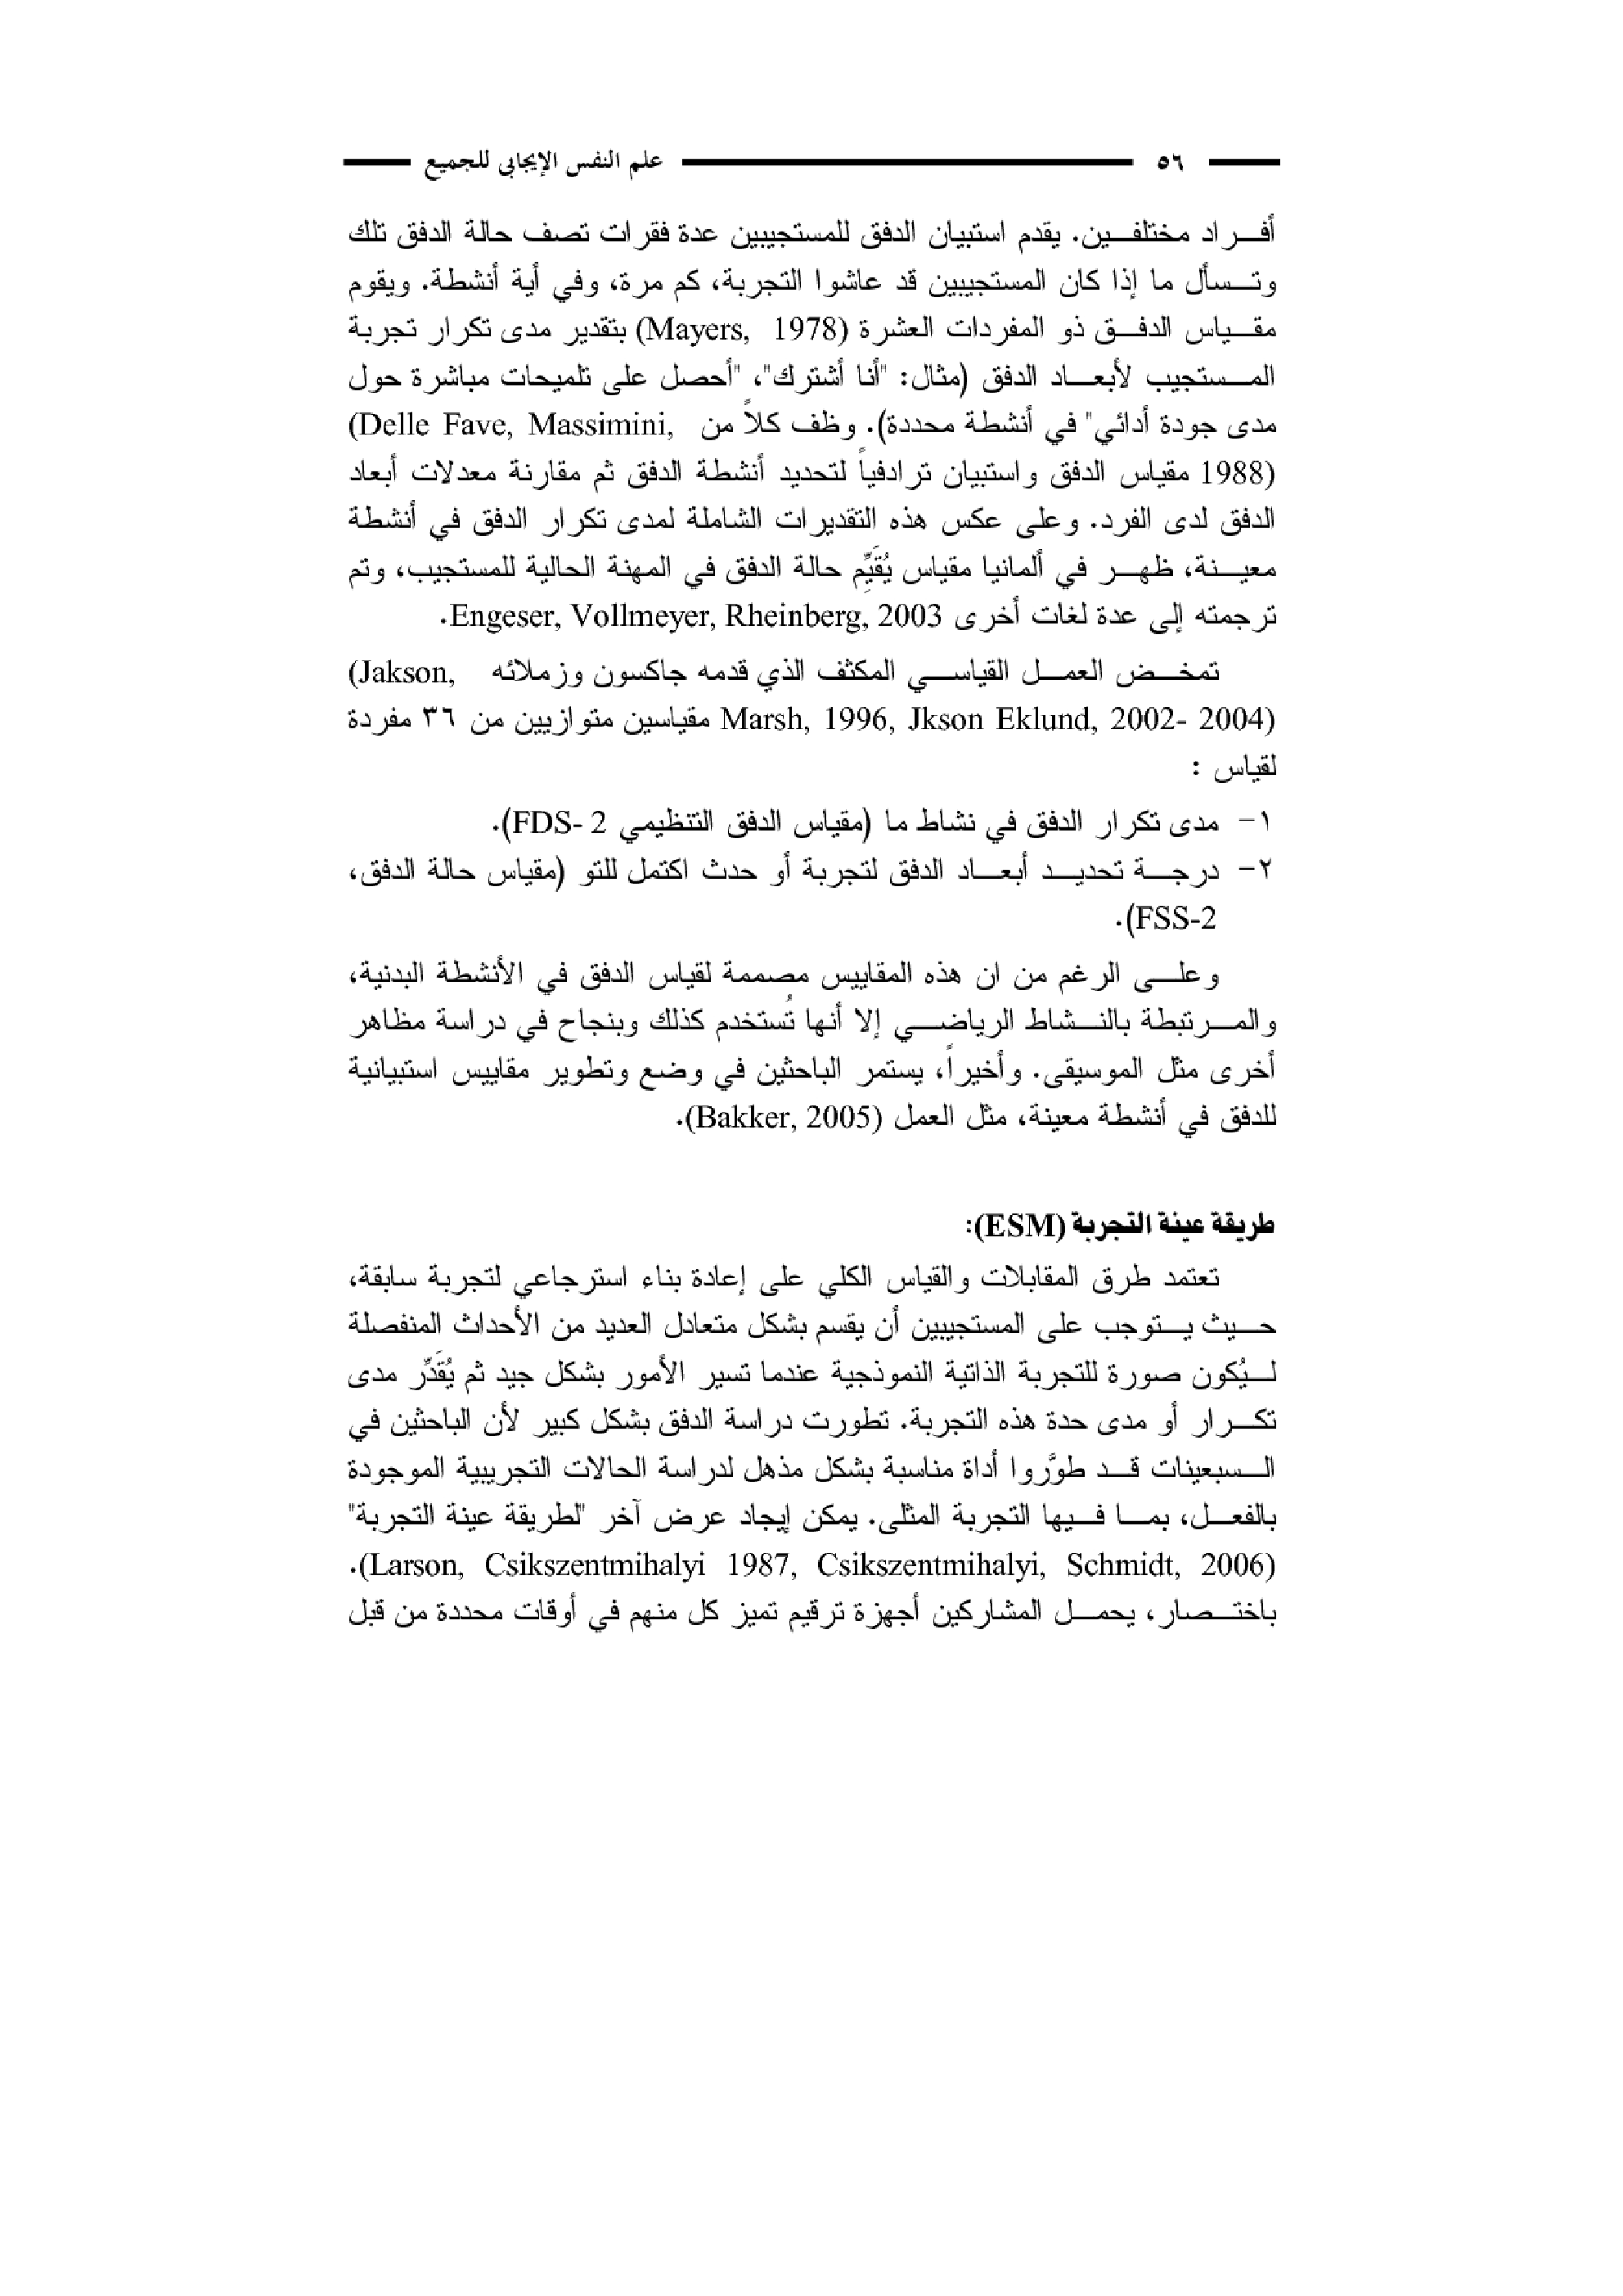 ٥٦ علم النفس الإيجابي للجميع
أفراد مختلفين. يقدم استبيان الدفق للمستجيبين عدة فقرات تصف حالة الدفق تلك
وتسأل ما إذا كان المستجيبين قد عاشوا التجربة، كم مرة، وفي أية أنشطة. ويقوم
مقياس الدفق ذو المفردات العشرة (Mayers, 1978) بتقدير مدى تكرار تجربة
المستجيب لأبعاد الدفق (مثال: "أنا أشترك"، "أحصل على تلميحات مباشرة حول
مدى جودة أدائي" في أنشطة محددة). وظف كلاً من (Delle Fave, Massimini,
1988) مقياس الدفق واستبيان ترادفياً لتحديد أنشطة الدفق ثم مقارنة معدلات أبعاد
الدفق لدى الفرد. وعلى عكس هذه التقديرات الشاملة لمدى تكرار الدفق في أنشطة
معينة، ظهر في ألمانيا مقياس يُقَيِّم حالة الدفق في المهنة الحالية للمستجيب، وتم
ترجمته إلى عدة لغات أخرى Engeser, Vollmeyer, Rheinberg, 2003.
تمخض العمل القياسي المكثف الذي قدمه جاكسون وزملائه (Jakson,
Marsh, 1996, Jkson Eklund, 2002- 2004) مقياسين متوازيين من ٣٦ مفردة
لقياس :
١- مدى تكرار الدفق في نشاط ما (مقياس الدفق التنظيمي FDS- 2).
٢- درجة تحديد أبعاد الدفق لتجربة أو حدث اكتمل للتو (مقياس حالة الدفق،
FSS-2).
وعلى الرغم من ان هذه المقاييس مصممة لقياس الدفق في الأنشطة البدنية،
والمرتبطة بالنشاط الرياضي إلا أنها تُستخدم كذلك وبنجاح في دراسة مظاهر
أخرى مثل الموسيقى. وأخيراً، يستمر الباحثين في وضع وتطوير مقاييس استبيانية
للدفق في أنشطة معينة، مثل العمل (Bakker, 2005).
طريقة عينة التجربة (ESM):
تعتمد طرق المقابلات والقياس الكلي على إعادة بناء استرجاعي لتجربة سابقة،
حيث يتوجب على المستجيبين أن يقسم بشكل متعادل العديد من الأحداث المنفصلة
ليُكون صورة للتجربة الذاتية النموذجية عندما تسير الأمور بشكل جيد ثم يُقَدِّر مدى
تكرار أو مدى حدة هذه التجربة. تطورت دراسة الدفق بشكل كبير لأن الباحثين في
السبعينات قد طوَّروا أداة مناسبة بشكل مذهل لدراسة الحالات التجريبية الموجودة
بالفعل، بما فيها التجربة المثلى. يمكن إيجاد عرض آخر "لطريقة عينة التجربة"
(Larson, Csikszentmihalyi 1987, Csikszentmihalyi, Schmidt, 2006).
باختصار، يحمل المشاركين أجهزة ترقيم تميز كل منهم في أوقات محددة من قبل